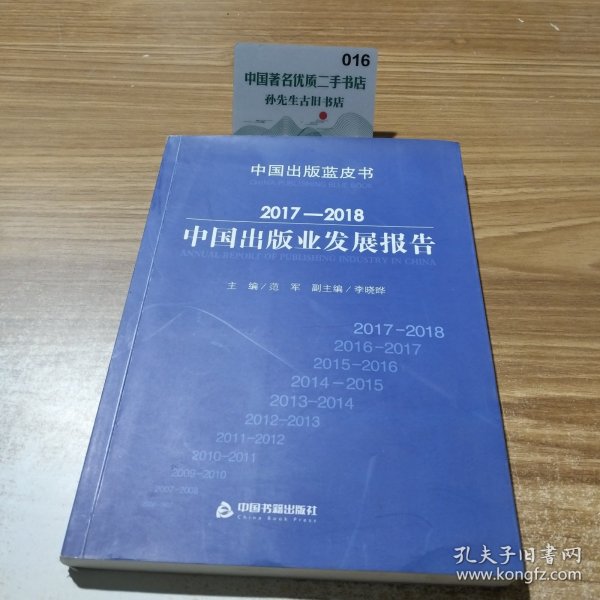 016
中国著名优质二手书店
孙先生古旧书店
中国出版蓝皮书
CHINA PUBLISHING BLUE BOOK
2017—2018
中国出版业发展报告
ANNUAL REPORT OF PUBLISHING INDUSTRY IN CHINA
主 编/范 军 副主编/李晓晔
2017-2018
2016-2017
2015-2016
2014-2015
2013-2014
2012-2013
2011-2012
2010-2011
2009-2010
2007-2008
中国书籍出版社
China Book Press
孔夫子旧书网
www.kongfz.com